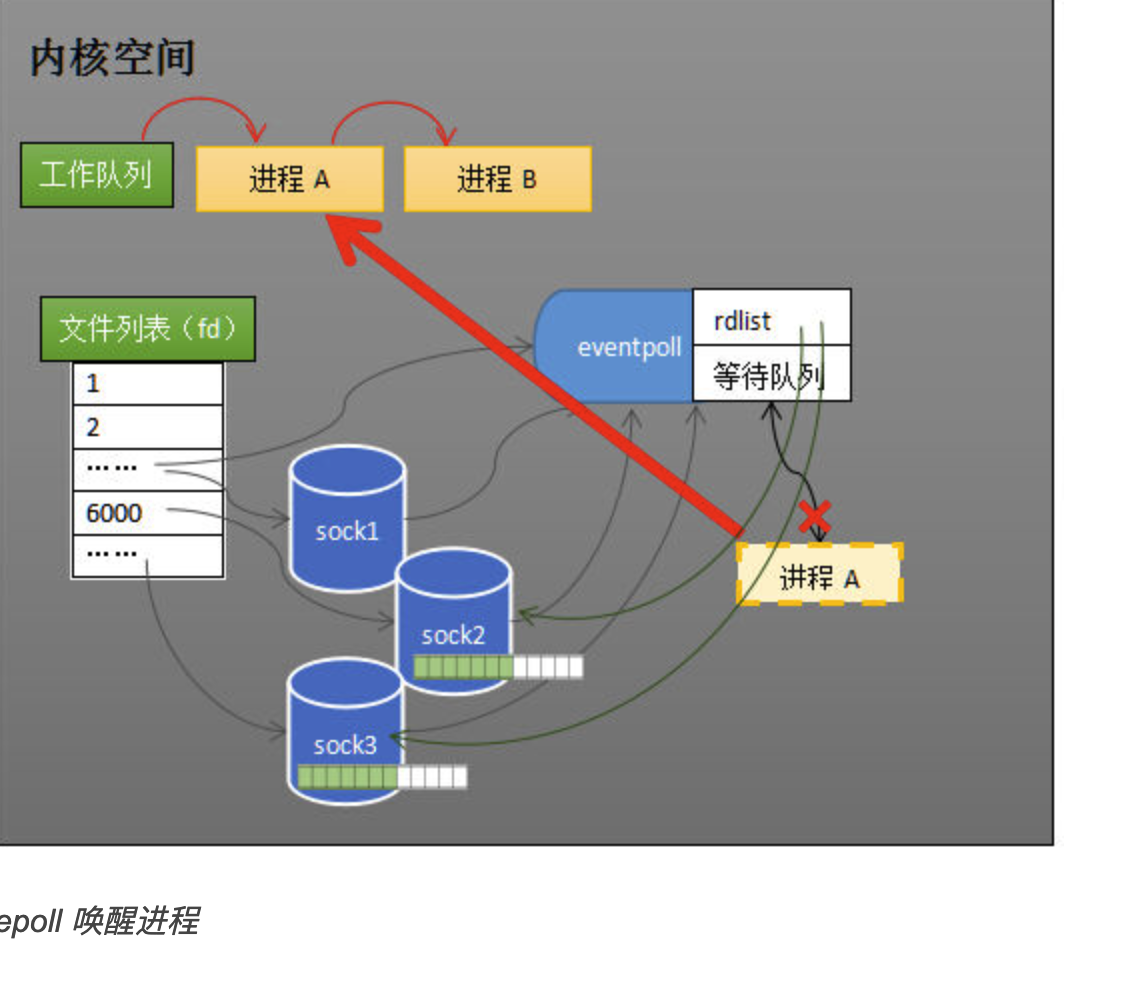 内核空间
工作队列
进程 A
进程 B
文件列表（fd）
1
2
……
6000
……
eventpoll
rdlist
等待队列
sock1
sock2
sock3
进程 A
epoll 唤醒进程